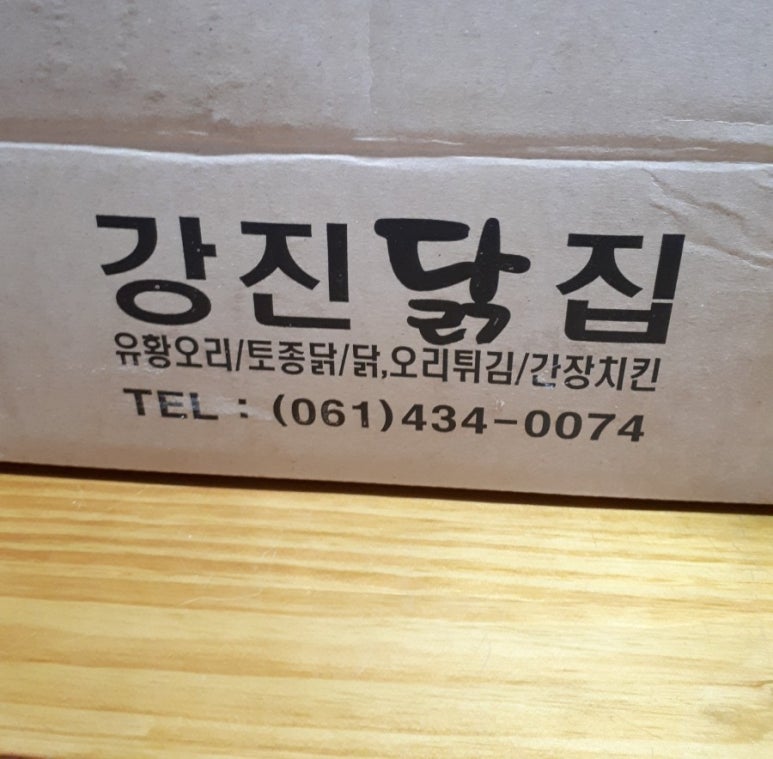 강진닭집
유황오리/토종닭/닭,오리튀김/간장치킨
TEL : (061)434-0074